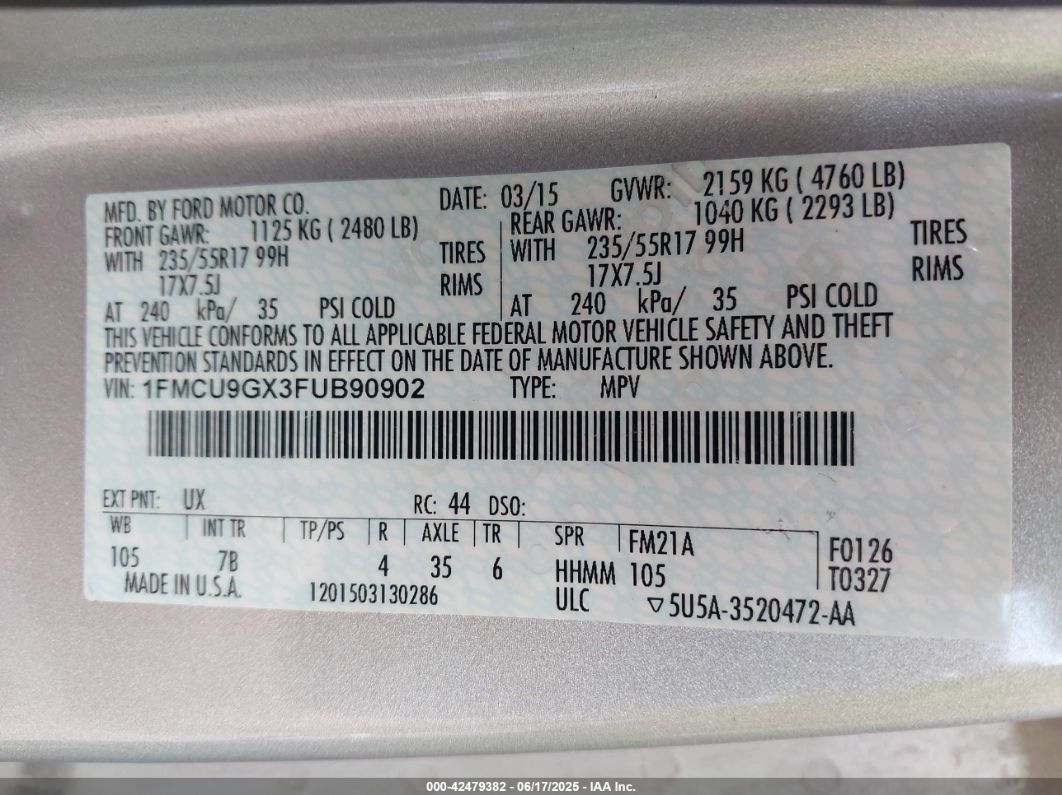 MFD. BY FORD MOTOR CO. DATE: 03/15 GVWR: 2159 KG ( 4760 LB)
FRONT GAWR: 1125 KG ( 2480 LB) REAR GAWR: 1040 KG ( 2293 LB)
WITH 235/55R17 99H TIRES WITH 235/55R17 99H TIRES
17X7.5J RIMS 17X7.5J RIMS
AT 240 kPa/ 35 PSI COLD AT 240 kPa/ 35 PSI COLD
THIS VEHICLE CONFORMS TO ALL APPLICABLE FEDERAL MOTOR VEHICLE SAFETY AND THEFT
PREVENTION STANDARDS IN EFFECT ON THE DATE OF MANUFACTURE SHOWN ABOVE.
VIN: 1FMCU9GX3FUB90902 TYPE: MPV
EXT PNT: UX RC: 44 DSO:
WB INT TR TP/PS R AXLE TR SPR FM21A F0126
105 7B 4 35 6 HHMM 105 T0327
MADE IN U.S.A. 1201503130286 ULC ▽5U5A-3520472-AA
000-42479382 - 06/17/2025 - IAA Inc.